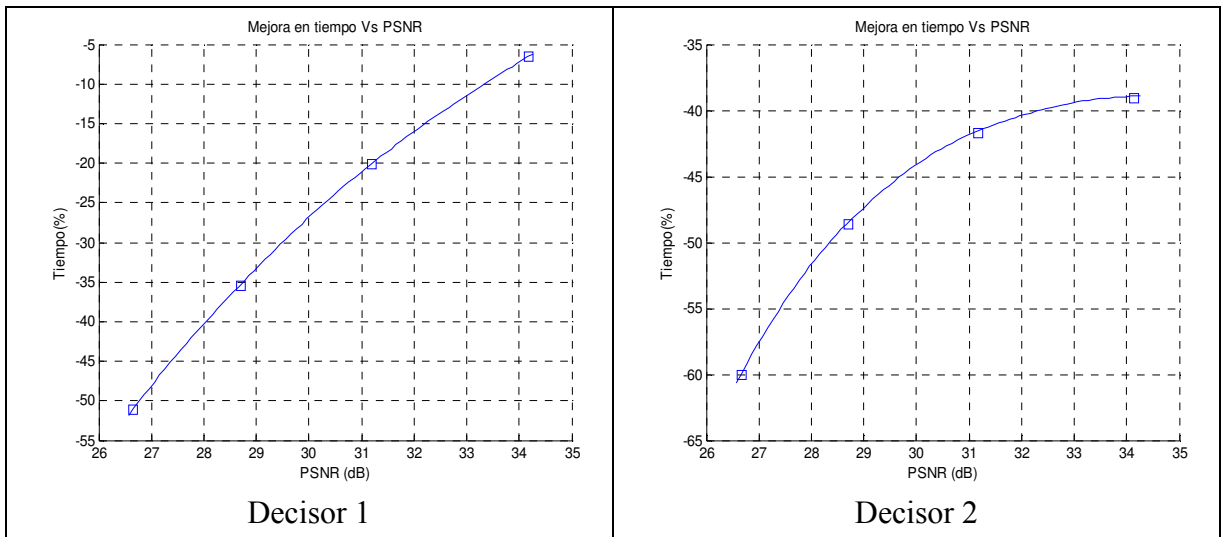 Mejora en tiempo Vs PSNR
-5
-10
-15
-20
-25
-30
-35
-40
-45
-50
-55
Tiempo(%)
26 27 28 29 30 31 32 33 34 35
PSNR (dB)
Decisor 1
Mejora en tiempo Vs PSNR
-35
-40
-45
-50
-55
-60
-65
Tiempo(%)
26 27 28 29 30 31 32 33 34 35
PSNR (dB)
Decisor 2